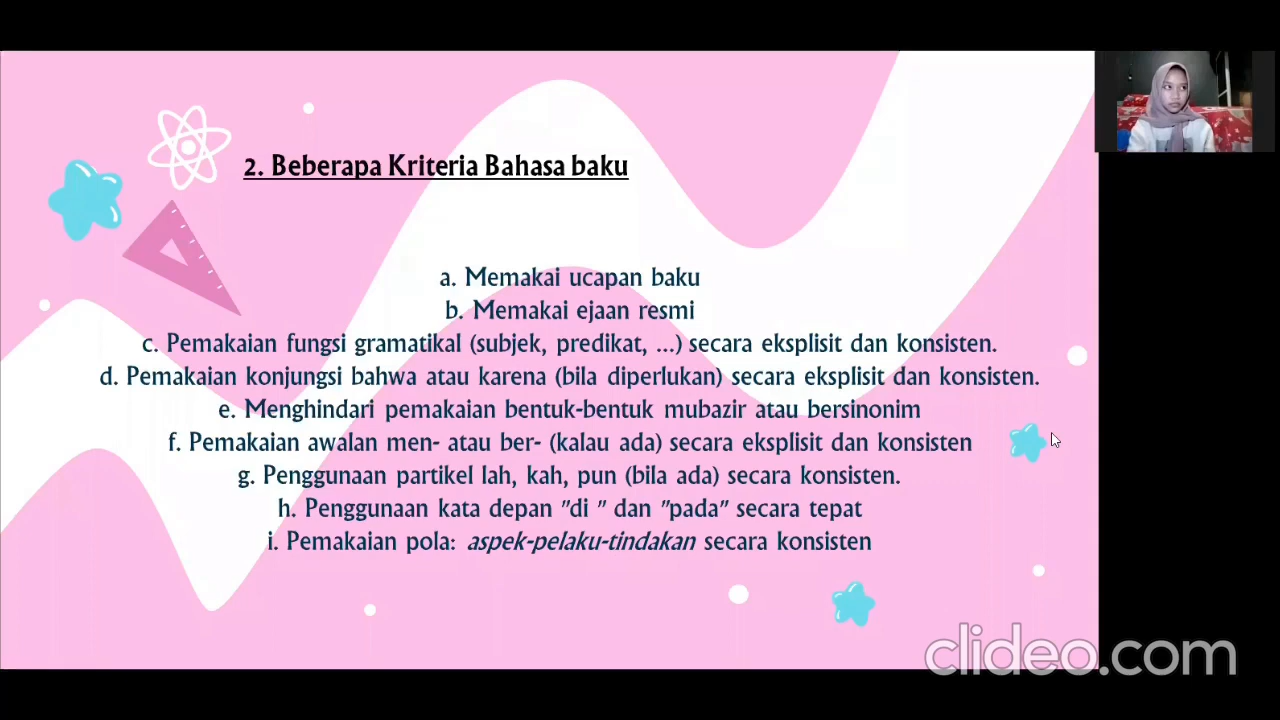 2. Beberapa Kriteria Bahasa baku
a. Memakai ucapan baku
b. Memakai ejaan resmi
c. Pemakaian fungsi gramatikal (subjek, predikat, ...) secara eksplisit dan konsisten.
d. Pemakaian konjungsi bahwa atau karena (bila diperlukan) secara eksplisit dan konsisten.
e. Menghindari pemakaian bentuk-bentuk mubazir atau bersinonim
f. Pemakaian awalan men- atau ber- (kalau ada) secara eksplisit dan konsisten
g. Penggunaan partikel lah, kah, pun (bila ada) secara konsisten.
h. Penggunaan kata depan "di " dan "pada" secara tepat
i. Pemakaian pola: aspek-pelaku-tindakan secara konsisten
clideo.com